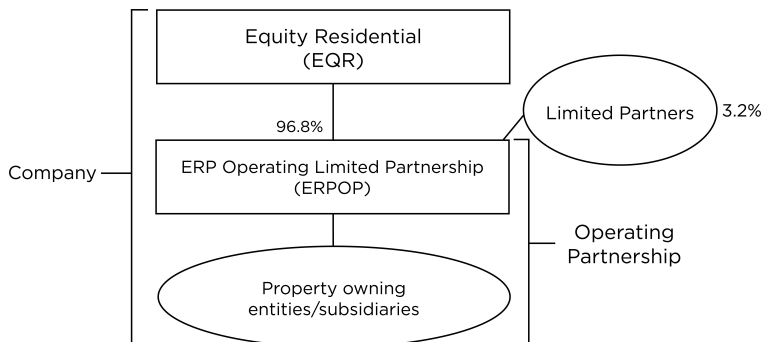 Equity Residential
(EQR)
Limited Partners
3.2%
96.8%
ERP Operating Limited Partnership
(ERPOP)
Company
Operating
Partnership
Property owning
entities/subsidiaries